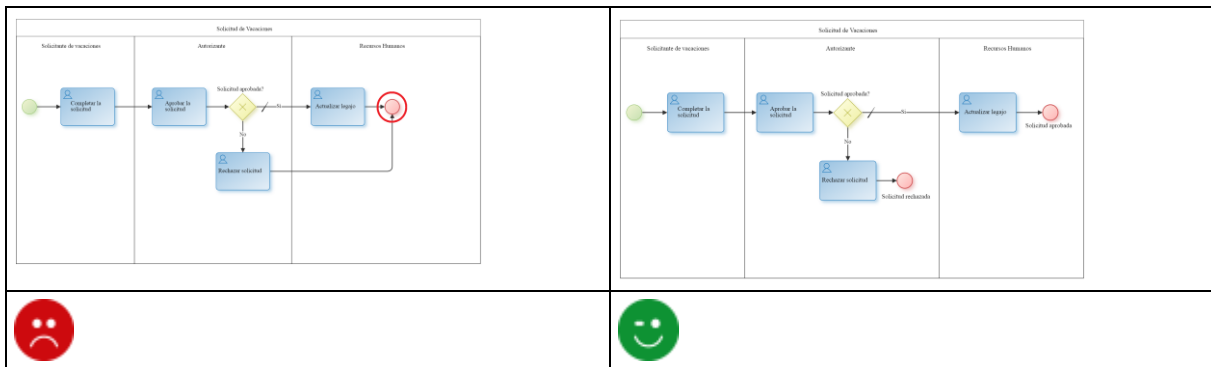 Solicitud de Vacaciones
Solicitante de vacaciones
Autorizante
Recursos Humanos
Solicitud aprobada?
Completar la
solicitud
Aprobar la
solicitud
Si
Actualizar legajo
No
Rechazar solicitud
Solicitud de Vacaciones
Solicitante de vacaciones
Autorizante
Recursos Humanos
Solicitud aprobada?
Completar la
solicitud
Aprobar la
solicitud
Si
Actualizar legajo
Solicitud aprobada
No
Rechazar solicitud
Solicitud rechazada